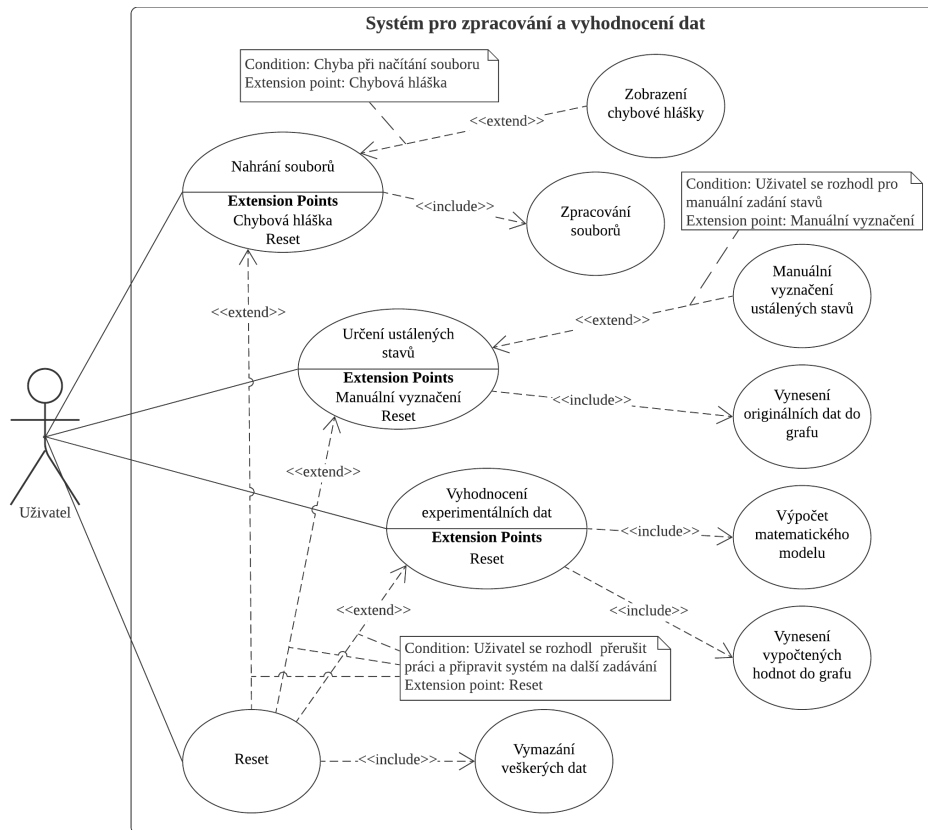 Systém pro zpracování a vyhodnocení dat
Condition: Chyba při načítání souboru
Extension point: Chybová hláška
Zobrazení
chybové hlášky
<<extend>>
Nahrání souborů
Extension Points
Chybová hláška
Reset
<<include>>
Zpracování
souborů
Condition: Uživatel se rozhodl pro
manuální zadání stavů
Extension point: Manuální vyznačení
Manuální
vyznačení
ustálených stavů
<<extend>>
<<extend>>
Určení ustálených
stavů
Extension Points
Manuální vyznačení
Reset
<<include>>
Vynesení
originálních dat do
grafu
<<extend>>
Uživatel
Vyhodnocení
experimentálních dat
Extension Points
Reset
<<include>>
Výpočet
matematického
modelu
<<extend>>
<<include>>
Vynesení
vypočtených
hodnot do grafu
Condition: Uživatel se rozhodl  přerušit
práci a připravit systém na další zadávání
Extension point: Reset
Reset
<<include>>
Vymazání
veškerých dat